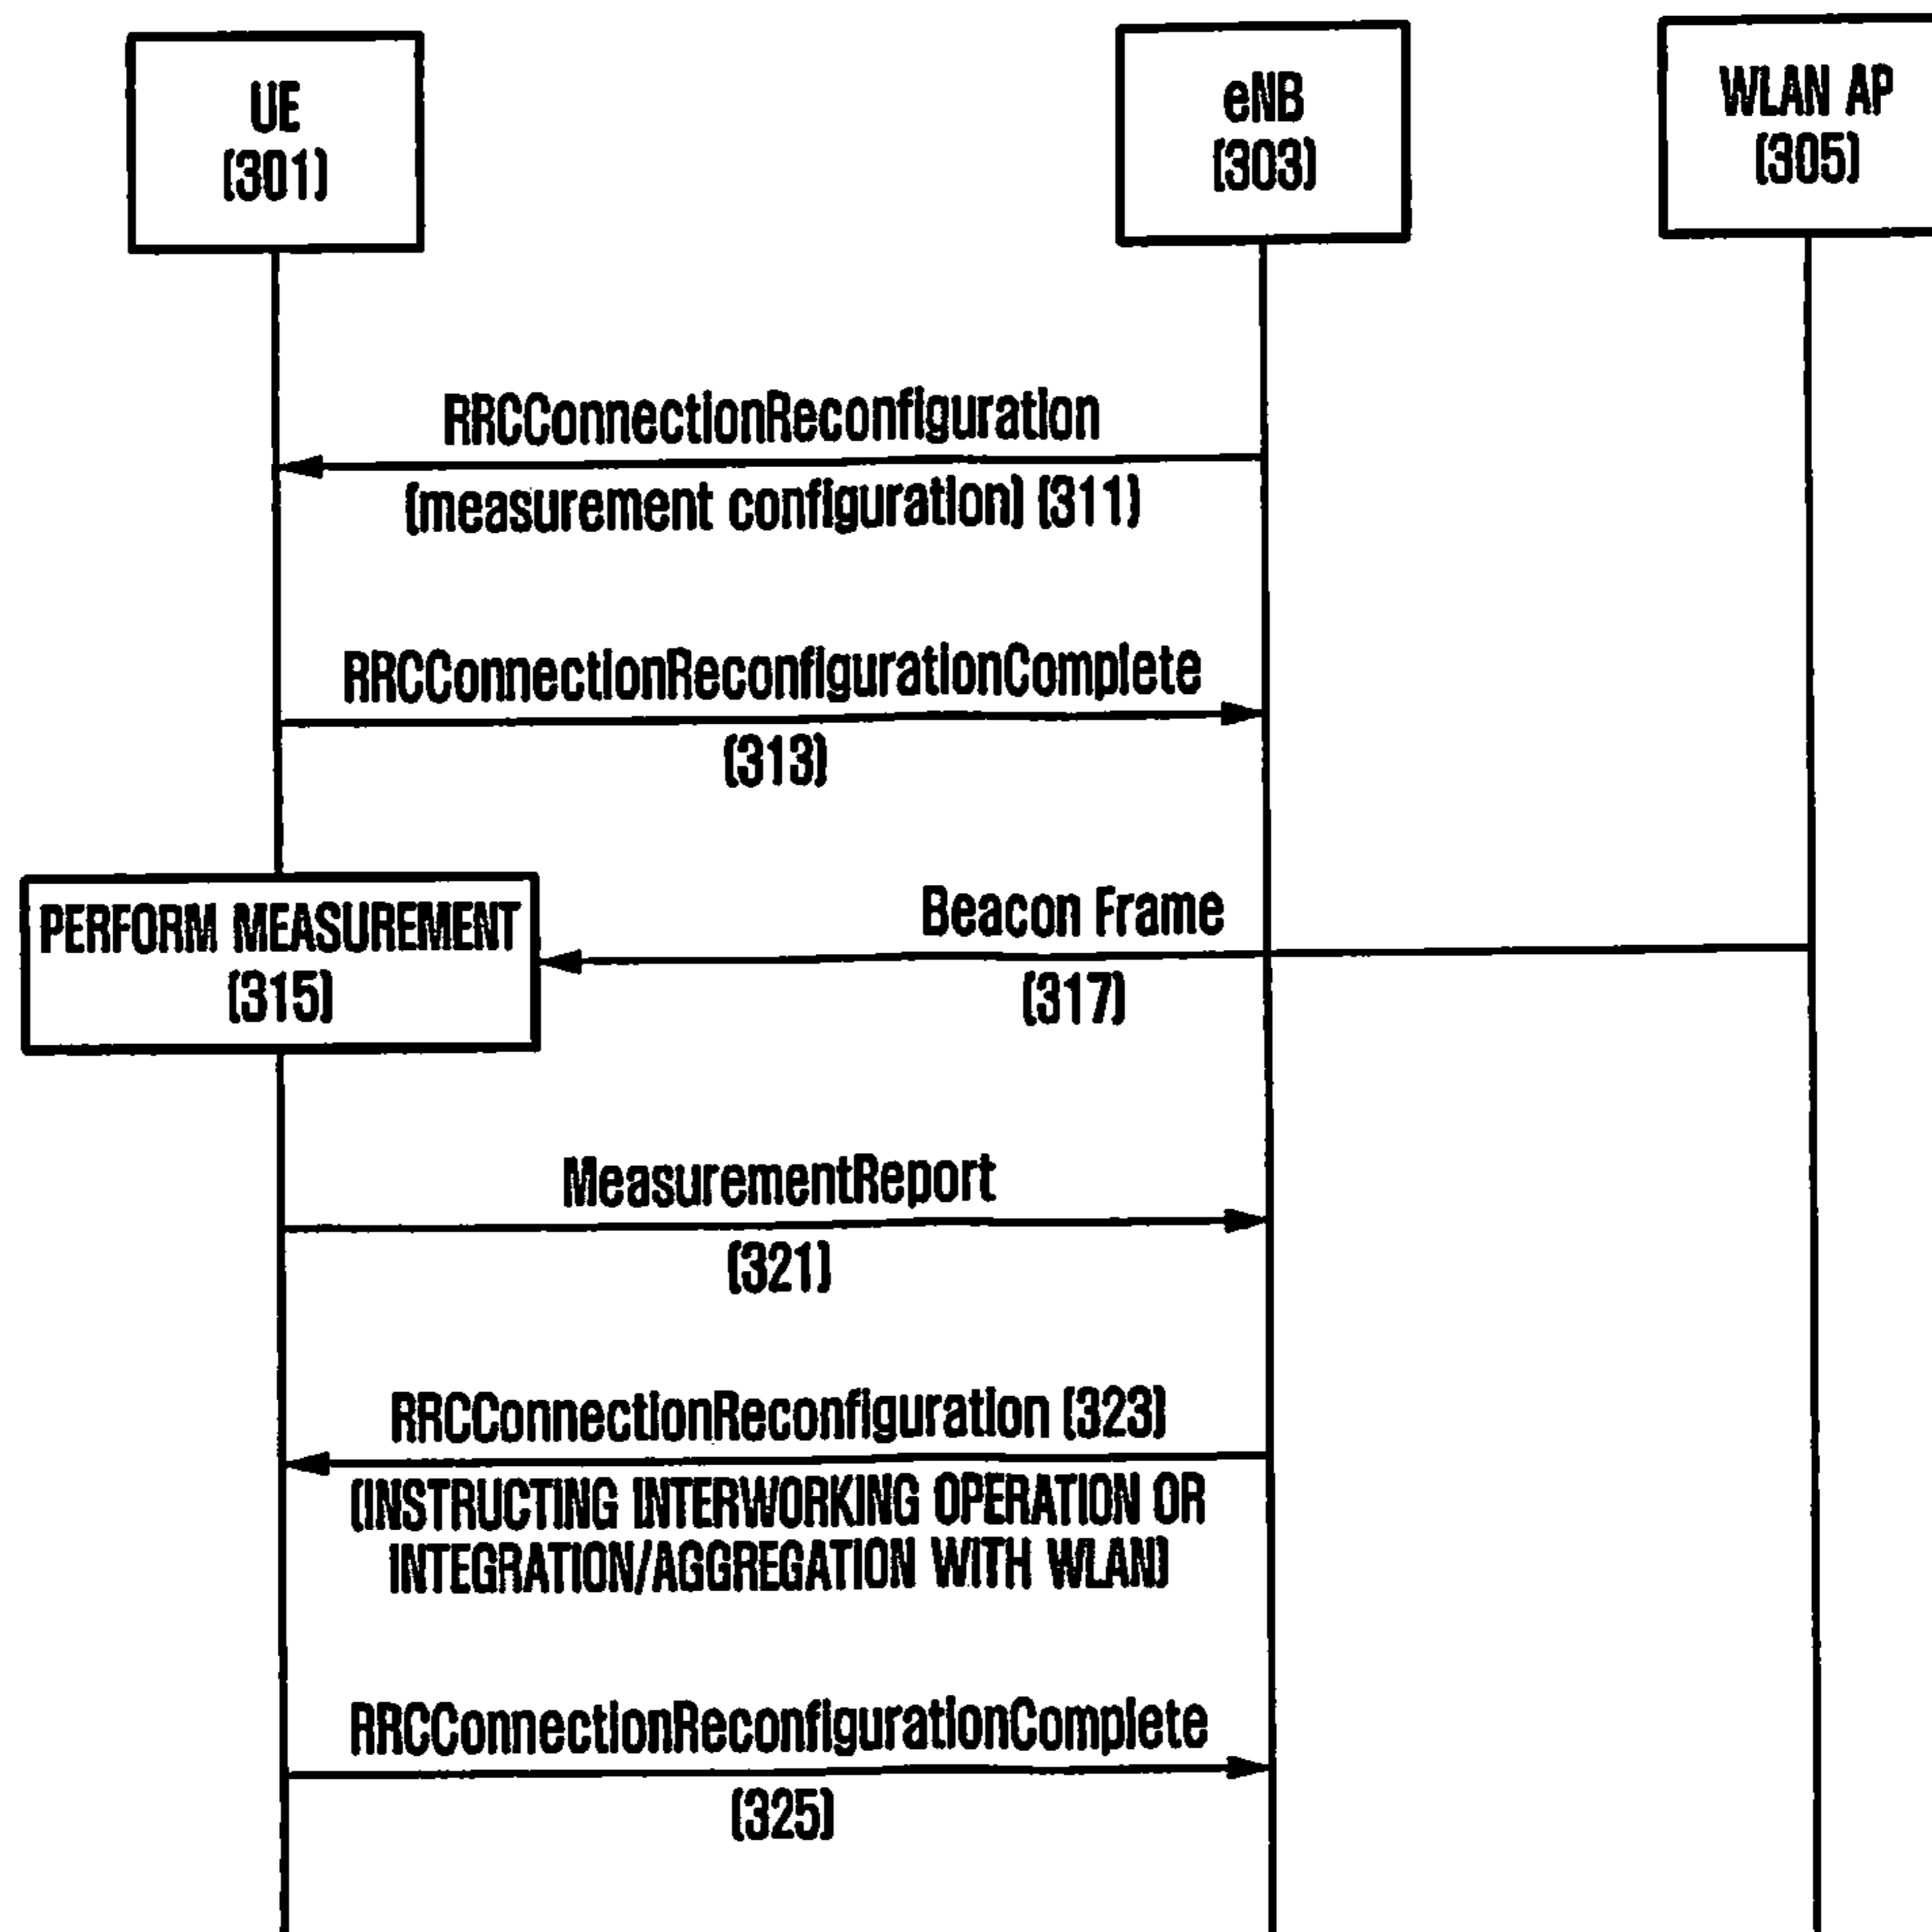 UE
(301)
eNB
(303)
WLAN AP
(305)
RRCConnectionReconfiguration
(measurement configuration) (311)
RRCConnectionReconfigurationComplete
(313)
PERFORM MEASUREMENT
(315)
Beacon Frame
(317)
MeasurementReport
(321)
RRCConnectionReconfiguration (323)
(INSTRUCTING INTERWORKING OPERATION OR
INTEGRATION/AGGREGATION WITH WLAN)
RRCConnectionReconfigurationComplete
(325)